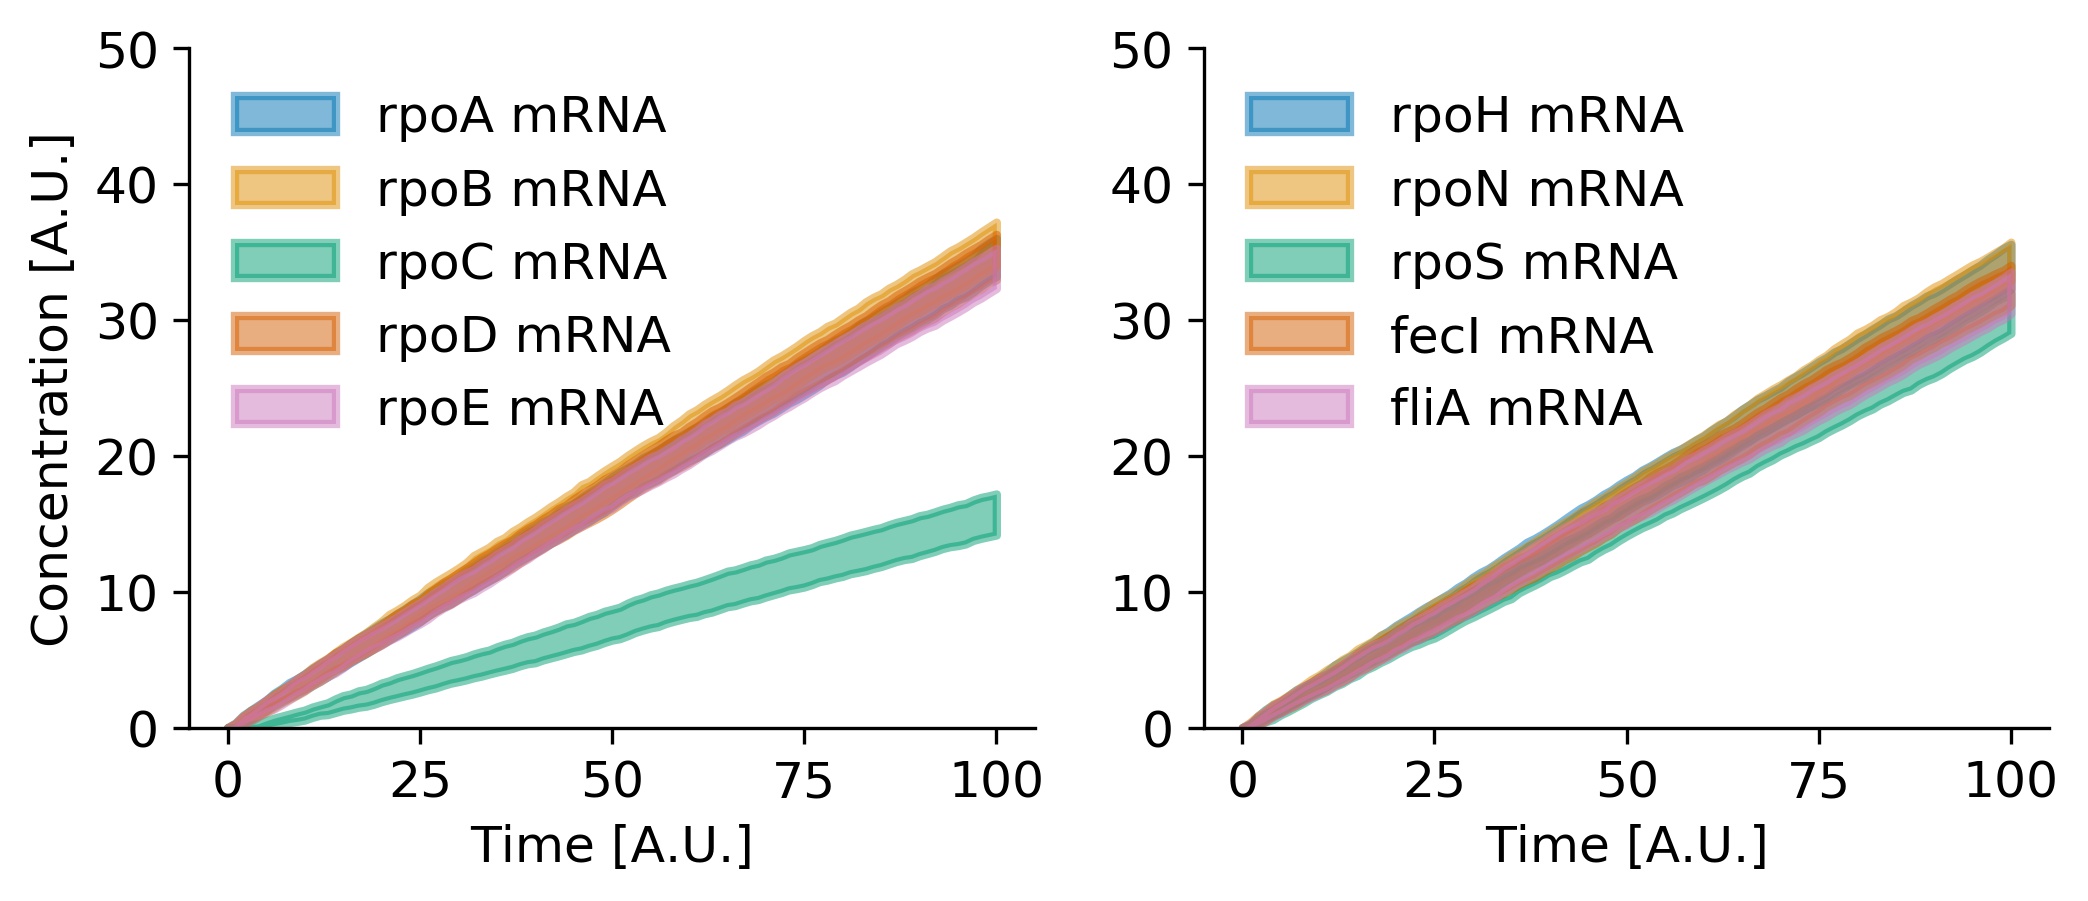 Concentration [A.U.]
50
40
30
20
10
0
rpoA mRNA
rpoB mRNA
rpoC mRNA
rpoD mRNA
rpoE mRNA
0 25 50 75 100
Time [A.U.]
50
40
30
20
10
0
rpoH mRNA
rpoN mRNA
rpoS mRNA
fecI mRNA
fliA mRNA
0 25 50 75 100
Time [A.U.]